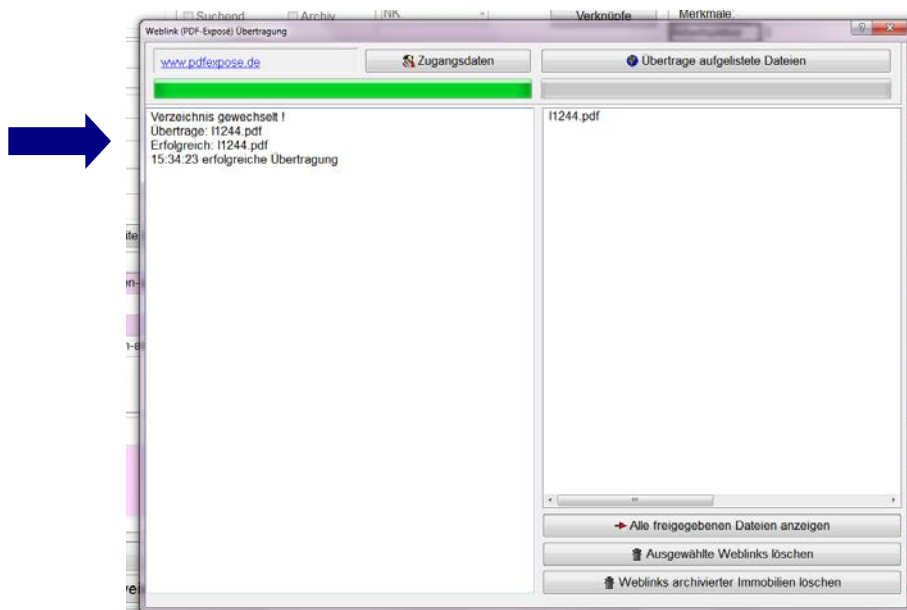 Suchend
Archiv
NK
Verknüpfe
Merkmale:
Weblink (PDF-Exposé) Übertragung
www.pdfexpose.de
Zugangsdaten
Übertrage aufgelistete Dateien
Verzeichnis gewechselt !
Übertrage: I1244.pdf
Erfolgreich: I1244.pdf
15:34:23 erfolgreiche Übertragung
I1244.pdf
Alle freigegebenen Dateien anzeigen
Ausgewählte Weblinks löschen
Weblinks archivierter Immobilien löschen